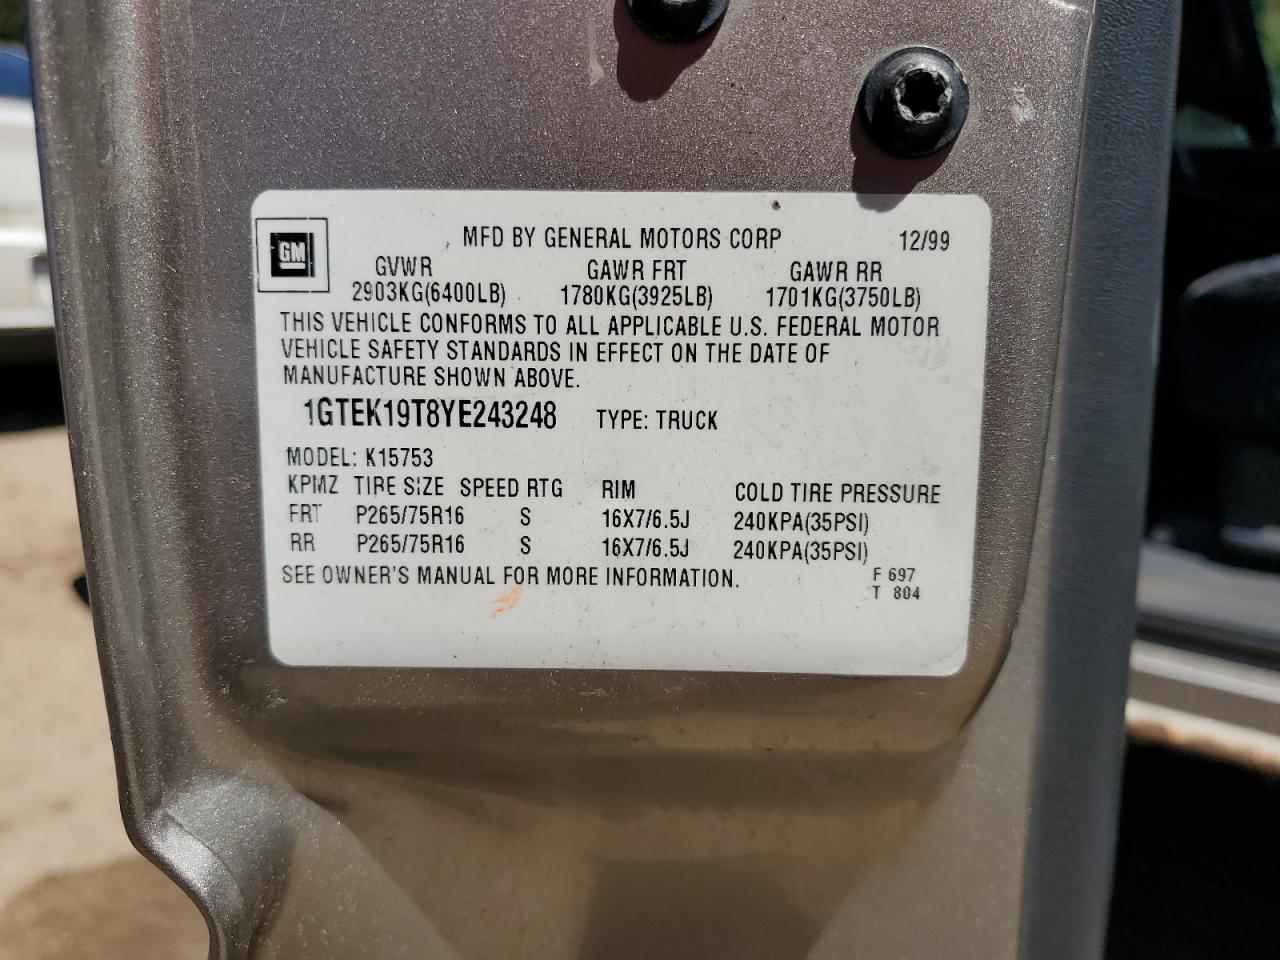 GM MFD BY GENERAL MOTORS CORP 12/99
GVWR GAWR FRT GAWR RR
2903KG(6400LB) 1780KG(3925LB) 1701KG(3750LB)
THIS VEHICLE CONFORMS TO ALL APPLICABLE U.S. FEDERAL MOTOR
VEHICLE SAFETY STANDARDS IN EFFECT ON THE DATE OF
MANUFACTURE SHOWN ABOVE.
1GTEK19T8YE243248 TYPE: TRUCK
MODEL: K15753
KPMZ TIRE SIZE SPEED RTG RIM COLD TIRE PRESSURE
FRT P265/75R16 S 16X7/6.5J 240KPA(35PSI)
RR P265/75R16 S 16X7/6.5J 240KPA(35PSI)
SEE OWNER'S MANUAL FOR MORE INFORMATION. F 697
T 804